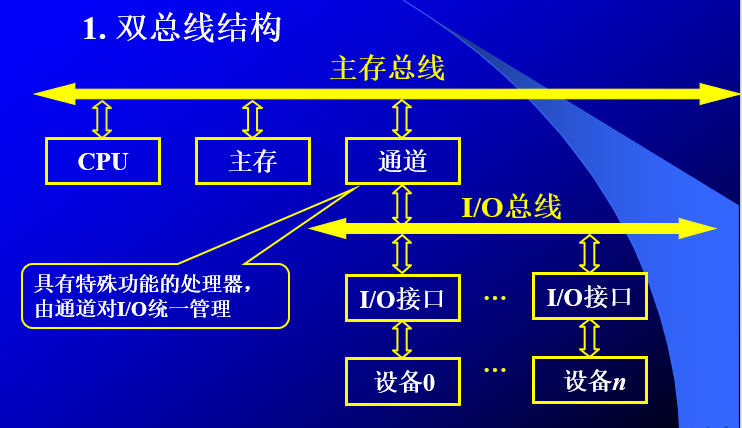 1. 双总线结构
主存总线
CPU
主存
通道
I/O总线
具有特殊功能的处理器，
由通道对I/O统一管理
I/O接口
…
I/O接口
设备0
…
设备n